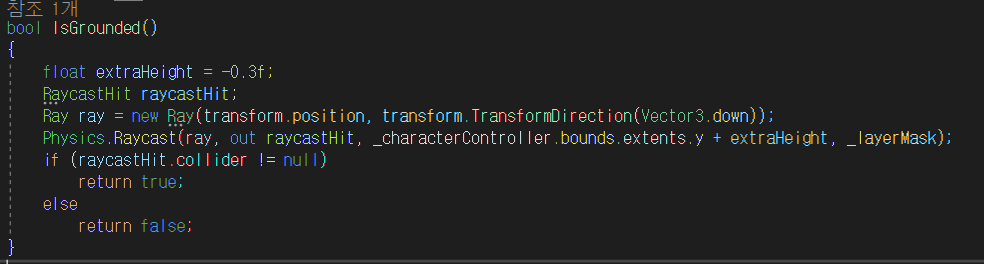 참조 1개
bool IsGrounded()
{
float extraHeight = -0.3f;
RaycastHit raycastHit;
Ray ray = new Ray(transform.position, transform.TransformDirection(Vector3.down));
Physics.Raycast(ray, out raycastHit, _characterController.bounds.extents.y + extraHeight, _layerMask);
if (raycastHit.collider != null)
return true;
else
return false;
}